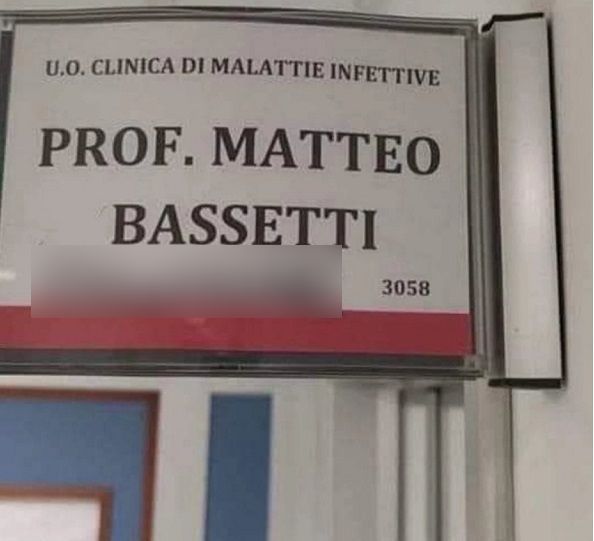 U.O. CLINICA DI MALATTIE INFETTIVE
PROF. MATTEO
BASSETTI
3058